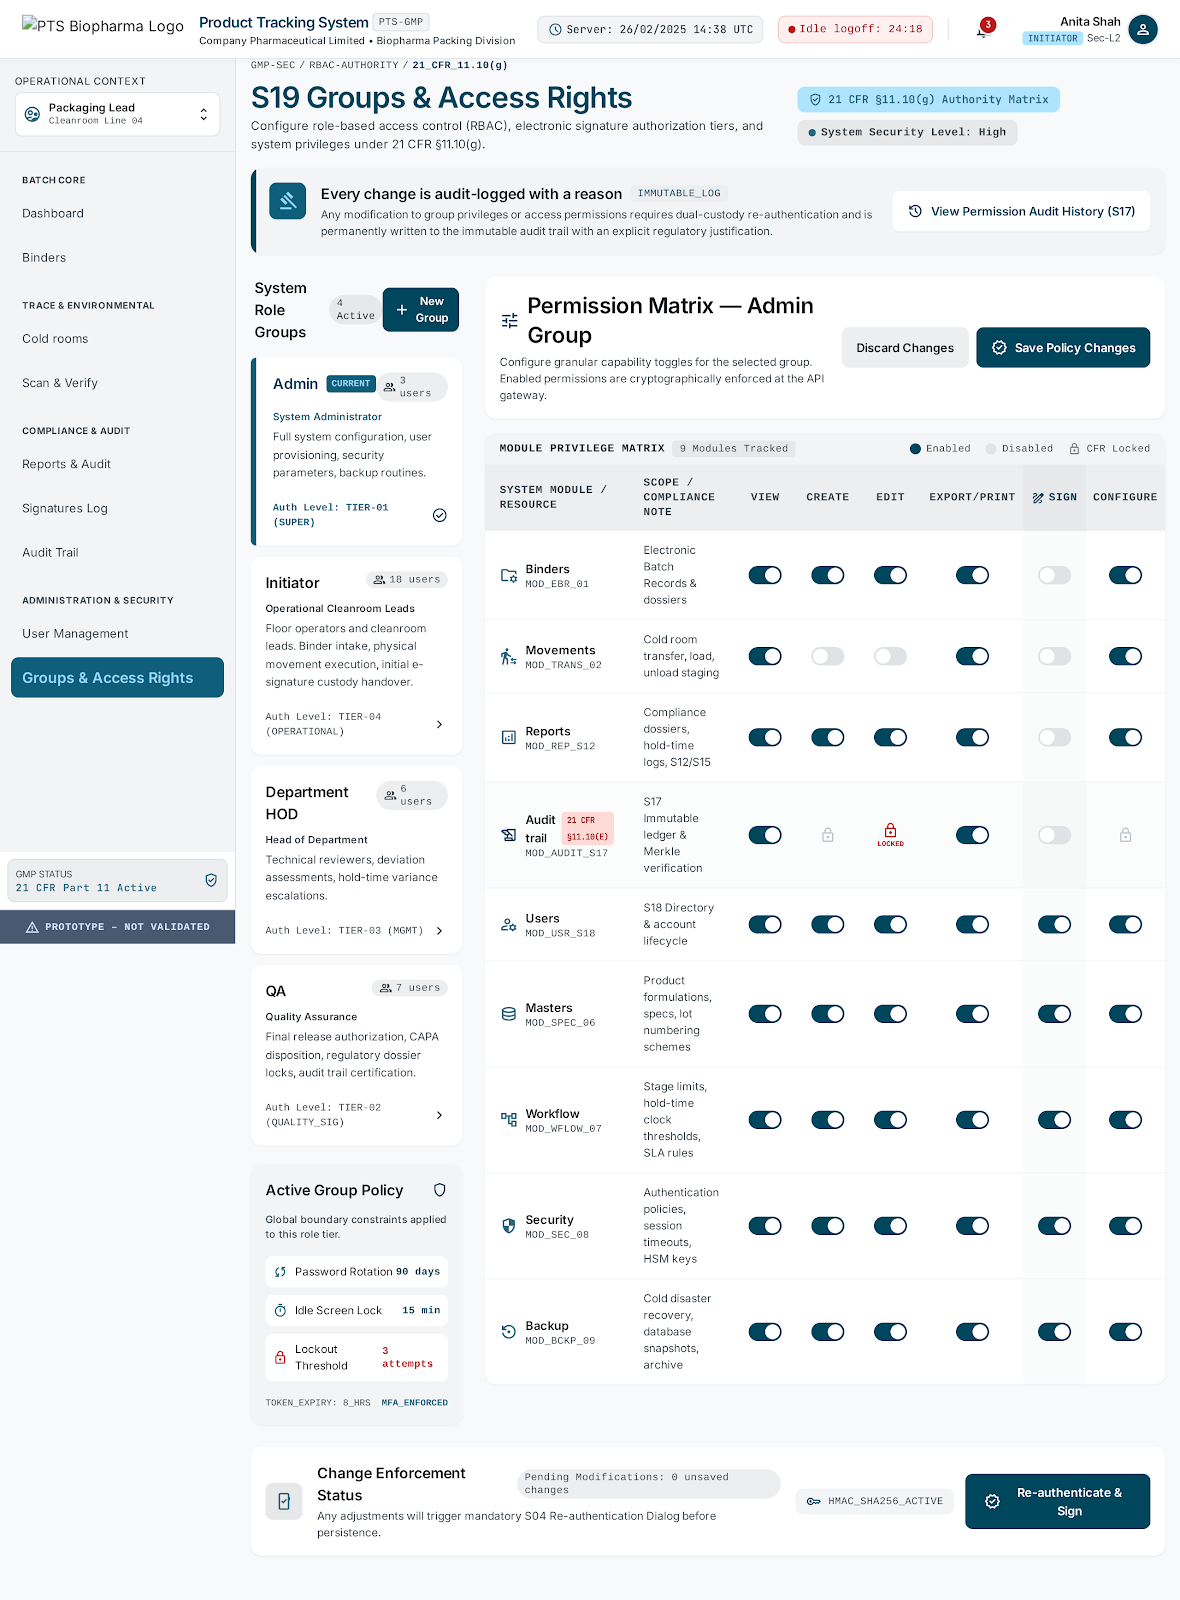 PTS Biopharma Logo
Product Tracking System PTS-GMP
Company Pharmaceutical Limited • Biopharma Packing Division
Server: 26/02/2025 14:38 UTC
Idle logoff: 24:18
3
Anita Shah
INITIATOR Sec-L2
OPERATIONAL CONTEXT
Packaging Lead
Cleanroom Line 04
BATCH CORE
Dashboard
Binders
TRACE & ENVIRONMENTAL
Cold rooms
Scan & Verify
COMPLIANCE & AUDIT
Reports & Audit
Signatures Log
Audit Trail
ADMINISTRATION & SECURITY
User Management
Groups & Access Rights
GMP STATUS
21 CFR Part 11 Active
PROTOTYPE – NOT VALIDATED
GMP-SEC / RBAC-AUTHORITY / 21_CFR_11.10(g)
S19 Groups & Access Rights
Configure role-based access control (RBAC), electronic signature authorization tiers, and
system privileges under 21 CFR §11.10(g).
21 CFR §11.10(g) Authority Matrix
System Security Level: High
Every change is audit-logged with a reason IMMUTABLE_LOG
Any modification to group privileges or access permissions requires dual-custody re-authentication and is
permanently written to the immutable audit trail with an explicit regulatory justification.
View Permission Audit History (S17)
System
Role
Groups
4
Active
New
Group
Admin CURRENT
3
users
System Administrator
Full system configuration, user
provisioning, security
parameters, backup routines.
Auth Level: TIER-01
(SUPER)
Initiator
18 users
Operational Cleanroom Leads
Floor operators and cleanroom
leads. Binder intake, physical
movement execution, initial e-
signature custody handover.
Auth Level: TIER-04
(OPERATIONAL)
Department
HOD
6
users
Head of Department
Technical reviewers, deviation
assessments, hold-time variance
escalations.
Auth Level: TIER-03 (MGMT)
QA
7 users
Quality Assurance
Final release authorization, CAPA
disposition, regulatory dossier
locks, audit trail certification.
Auth Level: TIER-02
(QUALITY_SIG)
Active Group Policy
Global boundary constraints applied
to this role tier.
Password Rotation 90 days
Idle Screen Lock 15 min
Lockout
Threshold
3
attempts
TOKEN_EXPIRY: 8_HRS MFA_ENFORCED
Permission Matrix — Admin
Group
Configure granular capability toggles for the selected group.
Enabled permissions are cryptographically enforced at the API
gateway.
Discard Changes
Save Policy Changes
MODULE PRIVILEGE MATRIX 9 Modules Tracked
Enabled Disabled CFR Locked
SYSTEM MODULE /
RESOURCE
SCOPE /
COMPLIANCE
NOTE
VIEW CREATE EDIT EXPORT/PRINT SIGN CONFIGURE
Binders
MOD_EBR_01
Electronic
Batch
Records &
dossiers
Movements
MOD_TRANS_02
Cold room
transfer, load,
unload staging
Reports
MOD_REP_S12
Compliance
dossiers,
hold-time
logs, S12/S15
Audit
trail
21 CFR
§11.10(E)
MOD_AUDIT_S17
S17
Immutable
ledger &
Merkle
verification
LOCKED
Users
MOD_USR_S18
S18 Directory
& account
lifecycle
Masters
MOD_SPEC_06
Product
formulations,
specs, lot
numbering
schemes
Workflow
MOD_WFLOW_07
Stage limits,
hold-time
clock
thresholds,
SLA rules
Security
MOD_SEC_08
Authentication
policies,
session
timeouts,
HSM keys
Backup
MOD_BCKP_09
Cold disaster
recovery,
database
snapshots,
archive
Change Enforcement
Status
Pending Modifications: 0 unsaved
changes
Any adjustments will trigger mandatory S04 Re-authentication Dialog before
persistence.
HMAC_SHA256_ACTIVE
Re-authenticate &
Sign